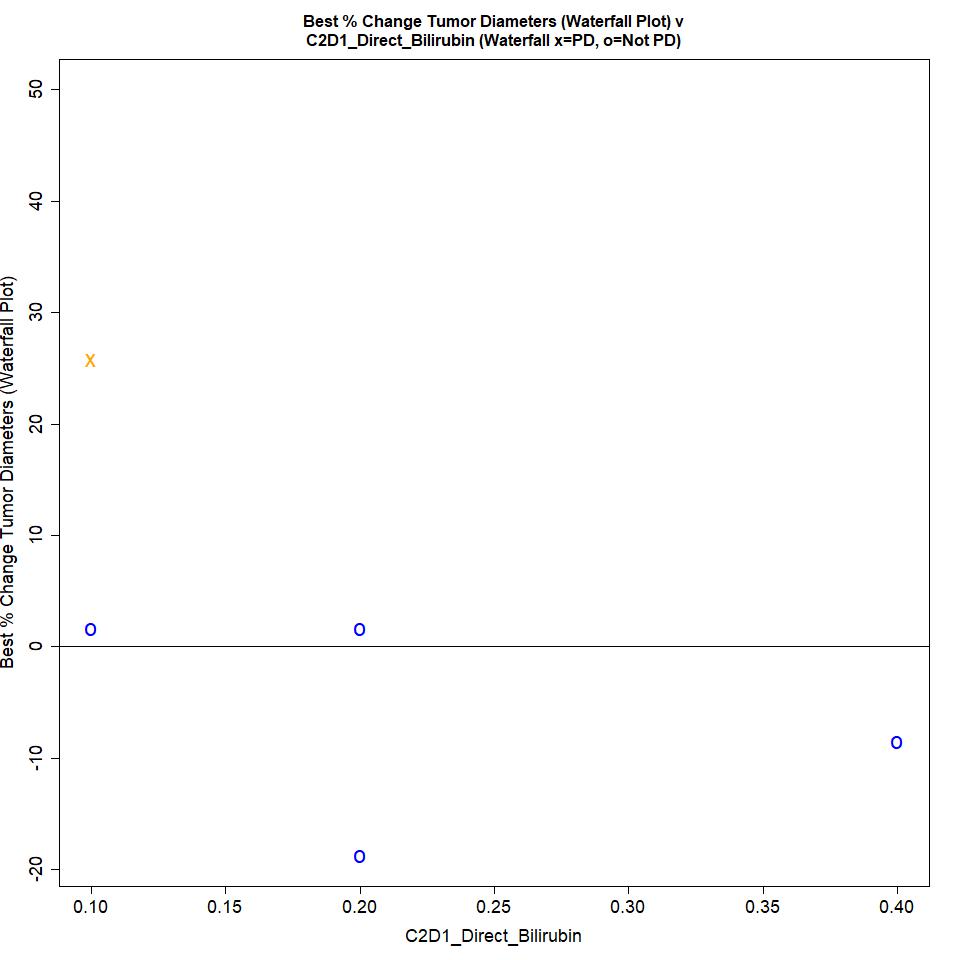 Best % Change Tumor Diameters (Waterfall Plot) v
C2D1_Direct_Bilirubin (Waterfall x=PD, o=Not PD)
Best % Change Tumor Diameters (Waterfall Plot)
50
40
30
20
10
0
-10
-20
x
o
o
o
o
0.10 0.15 0.20 0.25 0.30 0.35 0.40
C2D1_Direct_Bilirubin